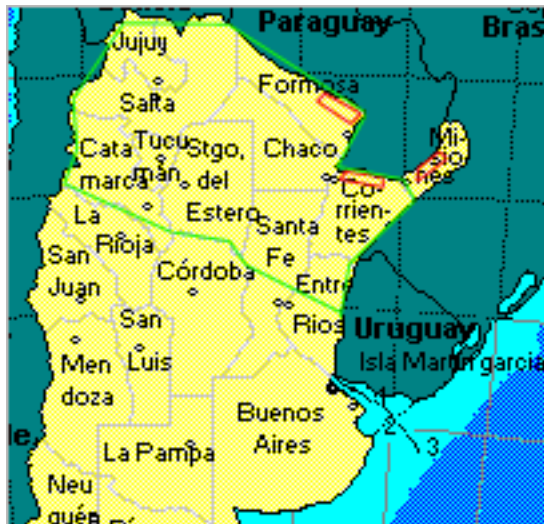 Paraguay
Bras
Jujuy
Formosa
Salta
Tucu
mán
Mi-
sio
nes
Cata
marca
Stgo,
del
Estero
Chaco
Co-
rrien-
tes
La
Rioja
Santa
Fe
San
Juan
Córdoba
Entre
Rios
San
Luis
Uruguay
Isla Martin garcia
Men
doza
1
2
3
Buenos
Aires
La Pampa
Neu
quén